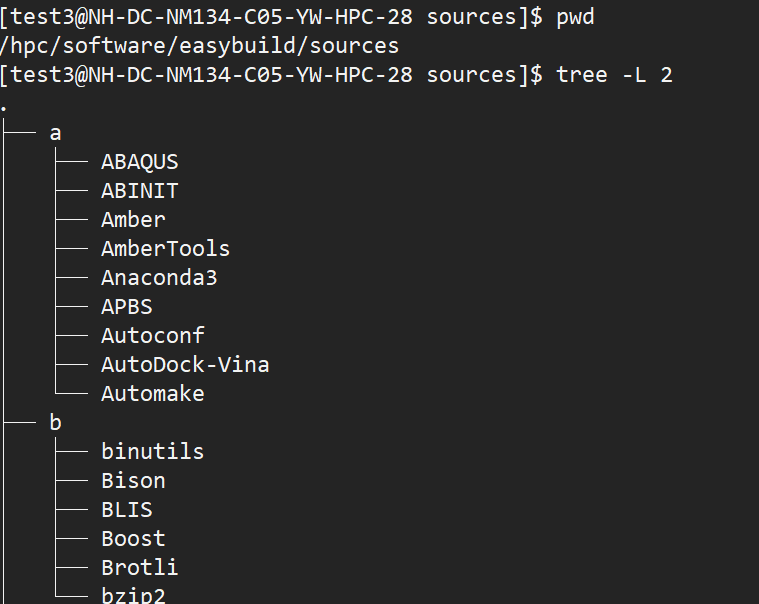 [test3@NH-DC-NM134-C05-YW-HPC-28 sources]$ pwd
/hpc/software/easybuild/sources
[test3@NH-DC-NM134-C05-YW-HPC-28 sources]$ tree -L 2
.
├── a
│   ├── ABAQUS
│   ├── ABINIT
│   ├── Amber
│   ├── AmberTools
│   ├── Anaconda3
│   ├── APBS
│   ├── Autoconf
│   ├── AutoDock-Vina
│   └── Automake
├── b
│   ├── binutils
│   ├── Bison
│   ├── BLIS
│   ├── Boost
│   ├── Brotli
│   └── bzip2